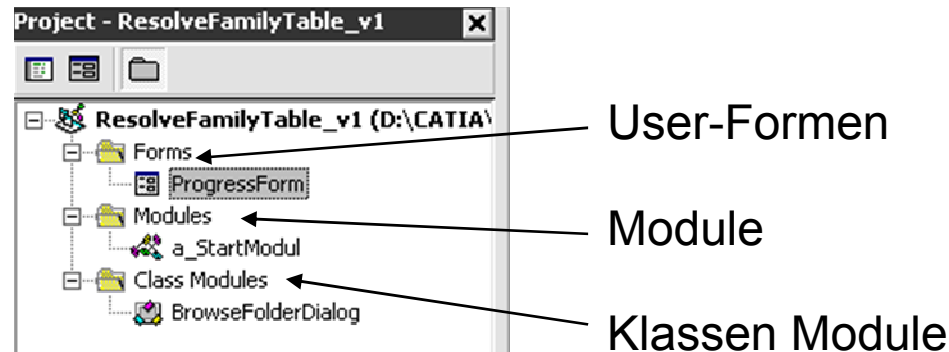 Project - ResolveFamilyTable_v1
ResolveFamilyTable_v1 (D:\CATIA\
Forms
ProgressForm
Modules
a_StartModul
Class Modules
BrowseFolderDialog
User-Formen
Module
Klassen Module